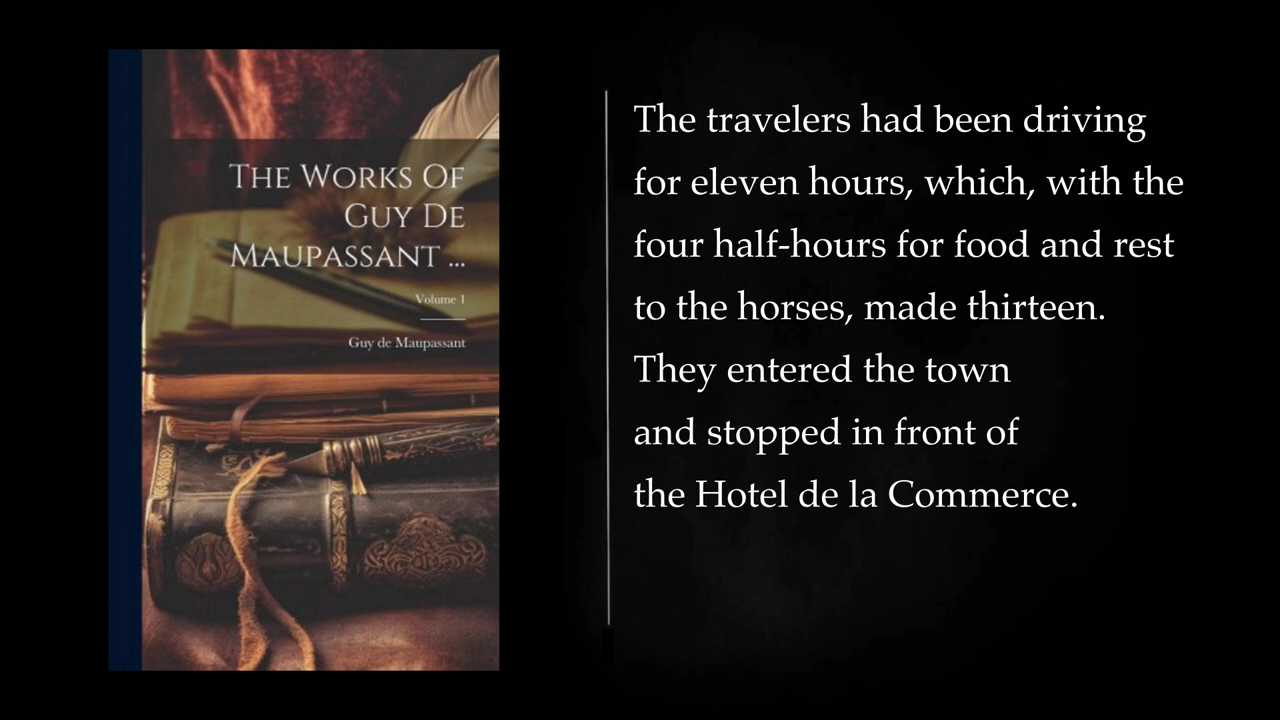 The Works Of
Guy De
Maupassant ...
Volume 1
Guy de Maupassant
The travelers had been driving
for eleven hours, which, with the
four half-hours for food and rest
to the horses, made thirteen.
They entered the town
and stopped in front of
the Hotel de la Commerce.